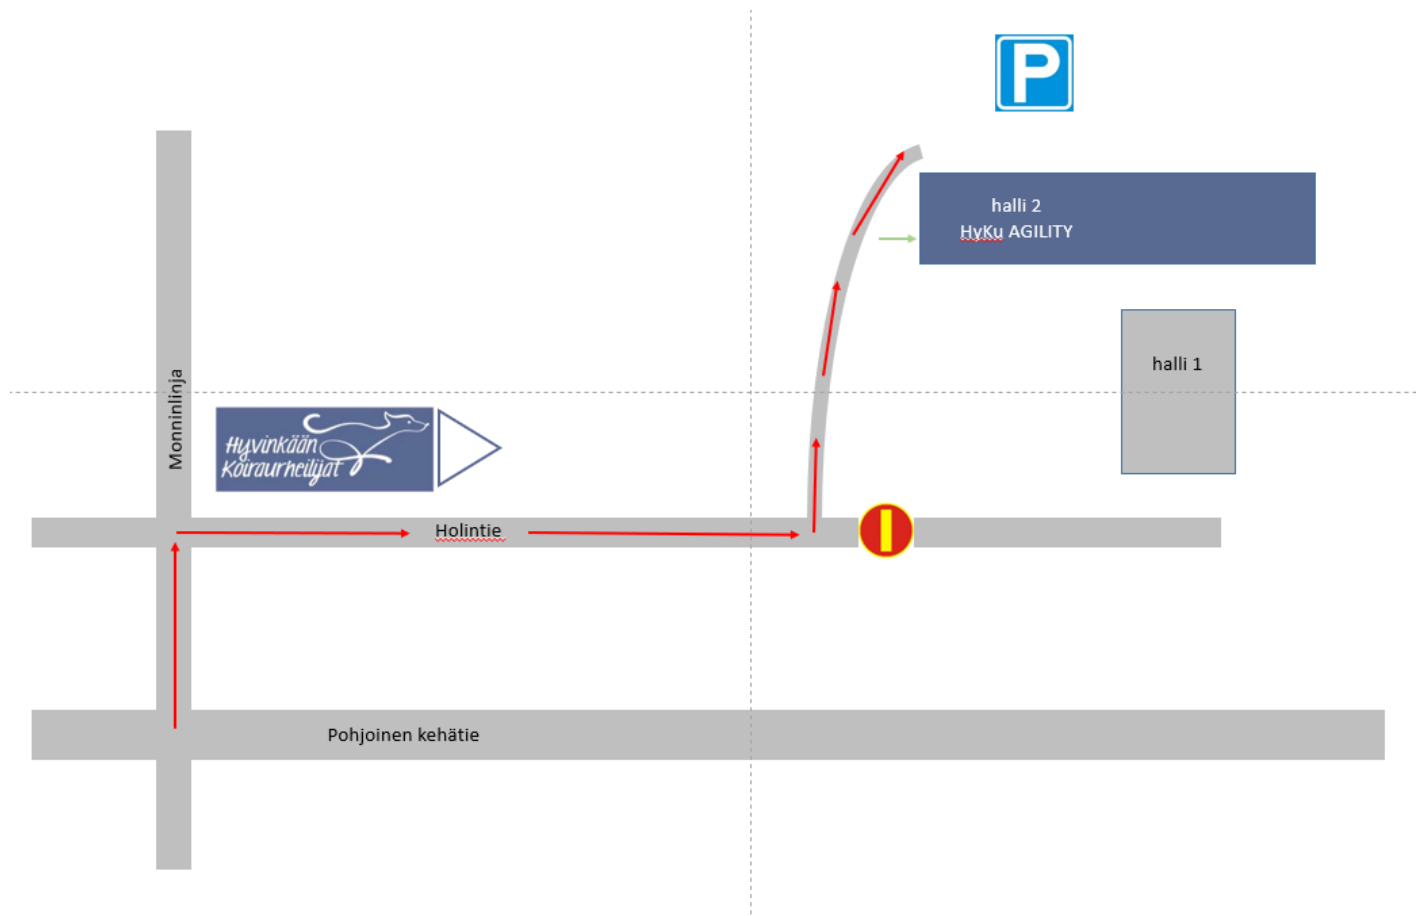 P
halli 2
HyKu AGILITY
halli 1
Monninlinja
Hyvinkään
Koiraurheilijat
Holintie
Pohjoinen kehätie